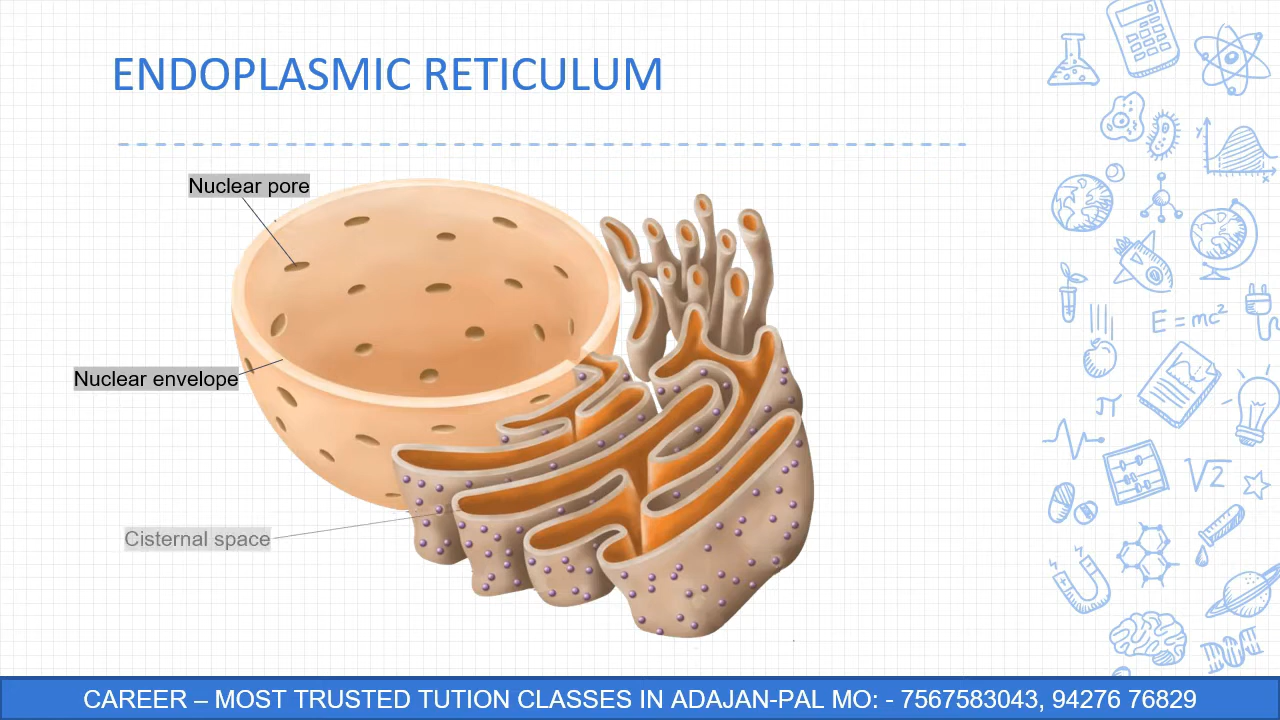 ENDOPLASMIC RETICULUM
Nuclear pore
Nuclear envelope
Cisternal space
y
x
E = mc²
π
√2
CAREER – MOST TRUSTED TUTION CLASSES IN ADAJAN-PAL MO: - 7567583043, 94276 76829